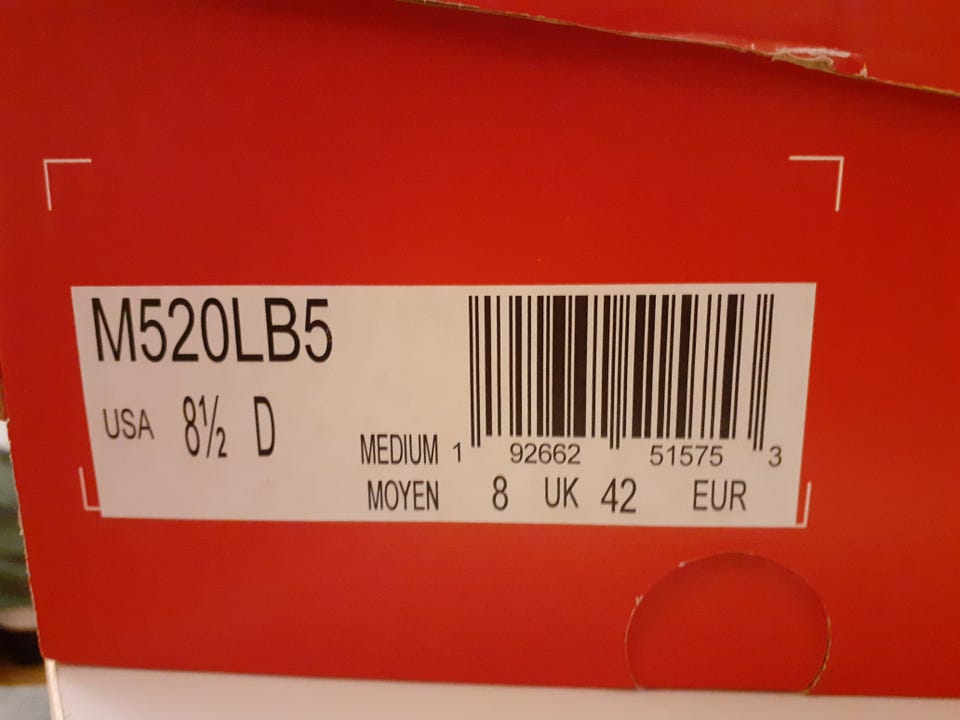 M520LB5
USA 8½ D
MEDIUM 1 92662 51575 3
MOYEN 8 UK 42 EUR